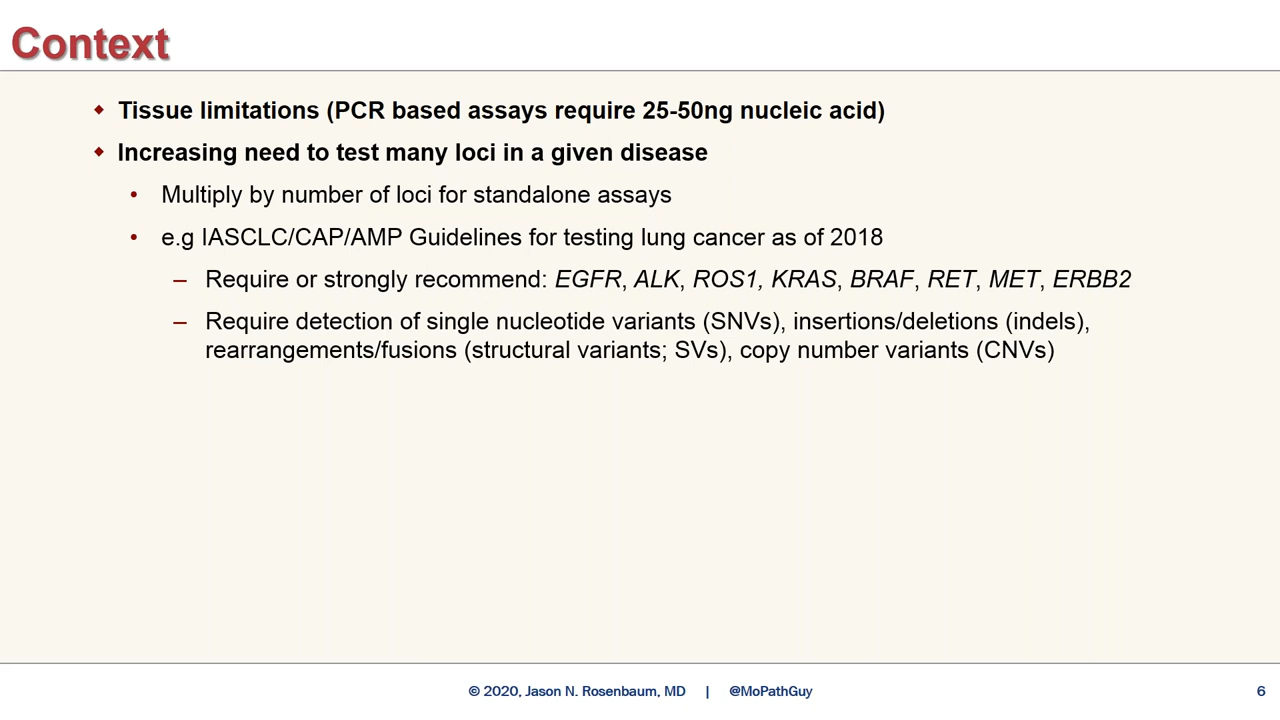 Context
◆ Tissue limitations (PCR based assays require 25-50ng nucleic acid)
◆ Increasing need to test many loci in a given disease
• Multiply by number of loci for standalone assays
• e.g IASCLC/CAP/AMP Guidelines for testing lung cancer as of 2018
– Require or strongly recommend: EGFR, ALK, ROS1, KRAS, BRAF, RET, MET, ERBB2
– Require detection of single nucleotide variants (SNVs), insertions/deletions (indels),
rearrangements/fusions (structural variants; SVs), copy number variants (CNVs)
© 2020, Jason N. Rosenbaum, MD | @MoPathGuy
6